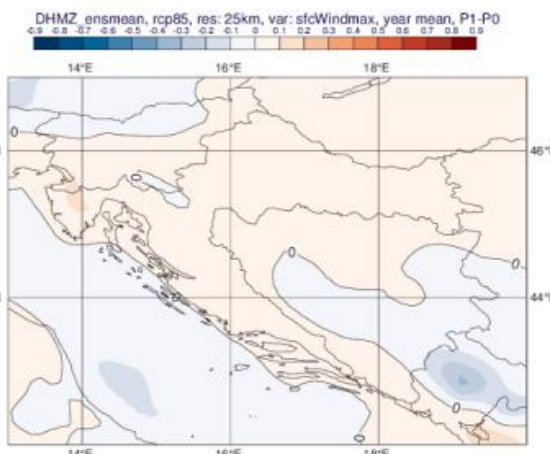 DHMZ_ensmean, rcp85, res: 25km, var: sfcWindmax, year mean, P1-P0
-0.9 -0.8 -0.7 -0.6 -0.5 -0.4 -0.3 -0.2 -0.1 0 0.1 0.2 0.3 0.4 0.5 0.6 0.7 0.8 0.9
14°E 16°E 18°E
0
46°
0
0 0
44°
0
0
14°E 16°E 18°E